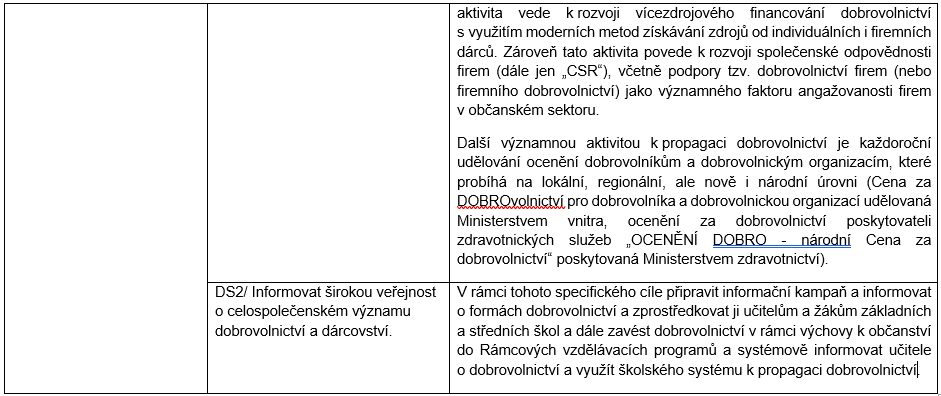 aktivita vede k rozvoji vícezdrojového financování dobrovolnictví
s využitím moderních metod získávání zdrojů od individuálních i firemních
dárců. Zároveň tato aktivita povede k rozvoji společenské odpovědnosti
firem (dále jen „CSR“), včetně podpory tzv. dobrovolnictví firem (nebo
firemního dobrovolnictví) jako významného faktoru angažovanosti firem
v občanském sektoru.
Další významnou aktivitou k propagaci dobrovolnictví je každoroční
udělování ocenění dobrovolníkům a dobrovolnickým organizacím, které
probíhá na lokální, regionální, ale nově i národní úrovni (Cena za
DOBROvolnictví pro dobrovolníka a dobrovolnickou organizací udělovaná
Ministerstvem vnitra, ocenění za dobrovolnictví poskytovateli
zdravotnických služeb „OCENĚNÍ DOBRO - národní Cena za
dobrovolnictví“ poskytovaná Ministerstvem zdravotnictví).
DS2/ Informovat širokou veřejnost
o celospolečenském významu
dobrovolnictví a dárcovství.
V rámci tohoto specifického cíle připravit informační kampaň a informovat
o formách dobrovolnictví a zprostředkovat ji učitelům a žákům základních
a středních škol a dále zavést dobrovolnictví v rámci výchovy k občanství
do Rámcových vzdělávacích programů a systémově informovat učitele
o dobrovolnictví a využít školského systému k propagaci dobrovolnictví